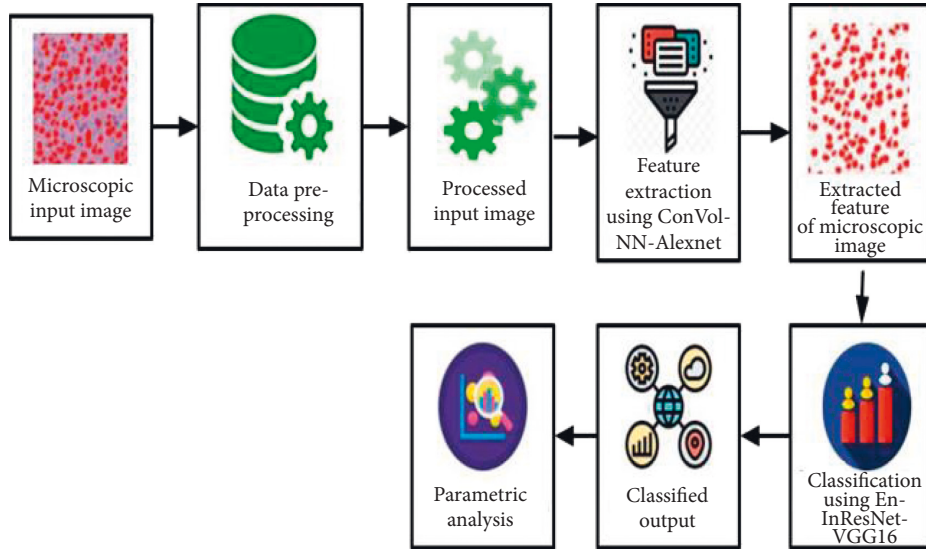 Microscopic
input image
Data pre-
processing
Processed
input image
Feature
extraction
using ConVol-
NN-Alexnet
Extracted
feature
of microscopic
image
Classification
using En-
InResNet-
VGG16
Classified
output
Parametric
analysis